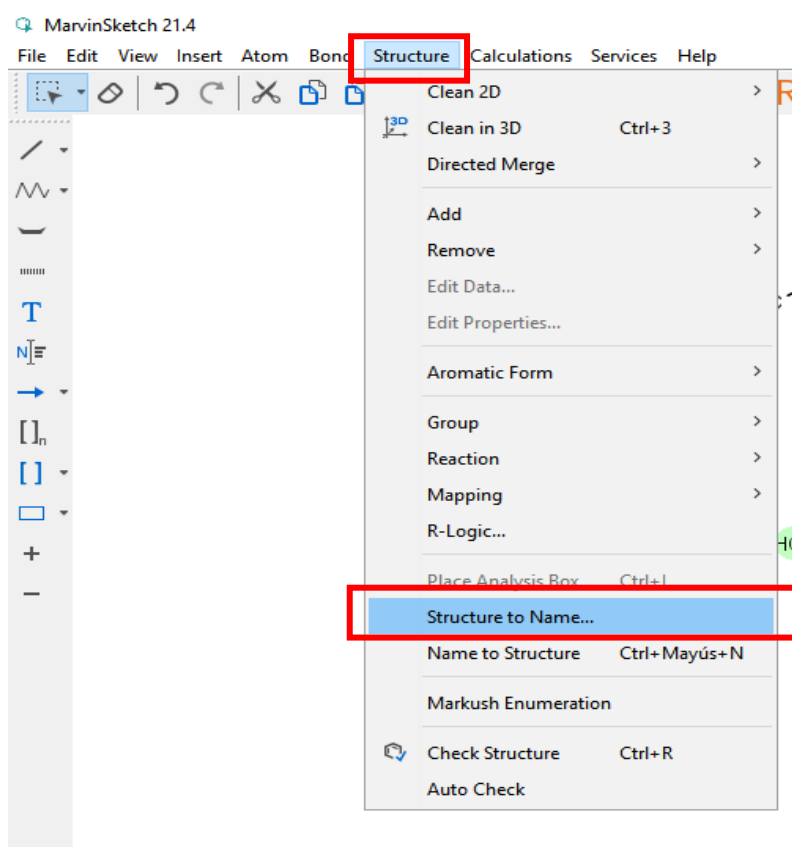 MarvinSketch 21.4
File Edit View Insert Atom Bond Structure Calculations Services Help
Clean 2D
3D Clean in 3D Ctrl+3
Directed Merge
Add
Remove
Edit Data...
Edit Properties...
T
N
Aromatic Form
[ ]n
Group
Reaction
[ ]
Mapping
R-Logic...
Place Analysis Box Ctrl+L
Structure to Name...
Name to Structure Ctrl+Mayús+N
Markush Enumeration
Check Structure Ctrl+R
Auto Check